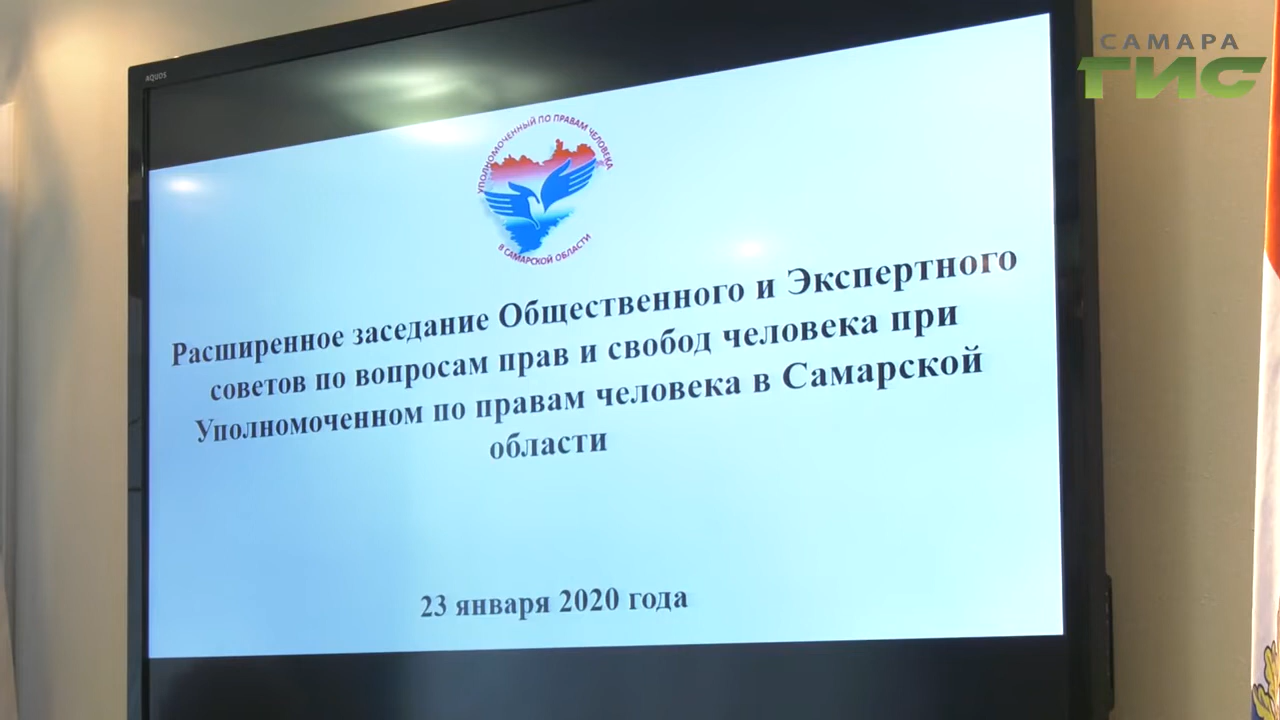 AQUOS
САМАРА
ГИС
УПОЛНОМОЧЕННЫЙ ПО ПРАВАМ ЧЕЛОВЕКА
В САМАРСКОЙ ОБЛАСТИ
Расширенное заседание Общественного и Экспертного
советов по вопросам прав и свобод человека при
Уполномоченном по правам человека в Самарской
области
23 января 2020 года